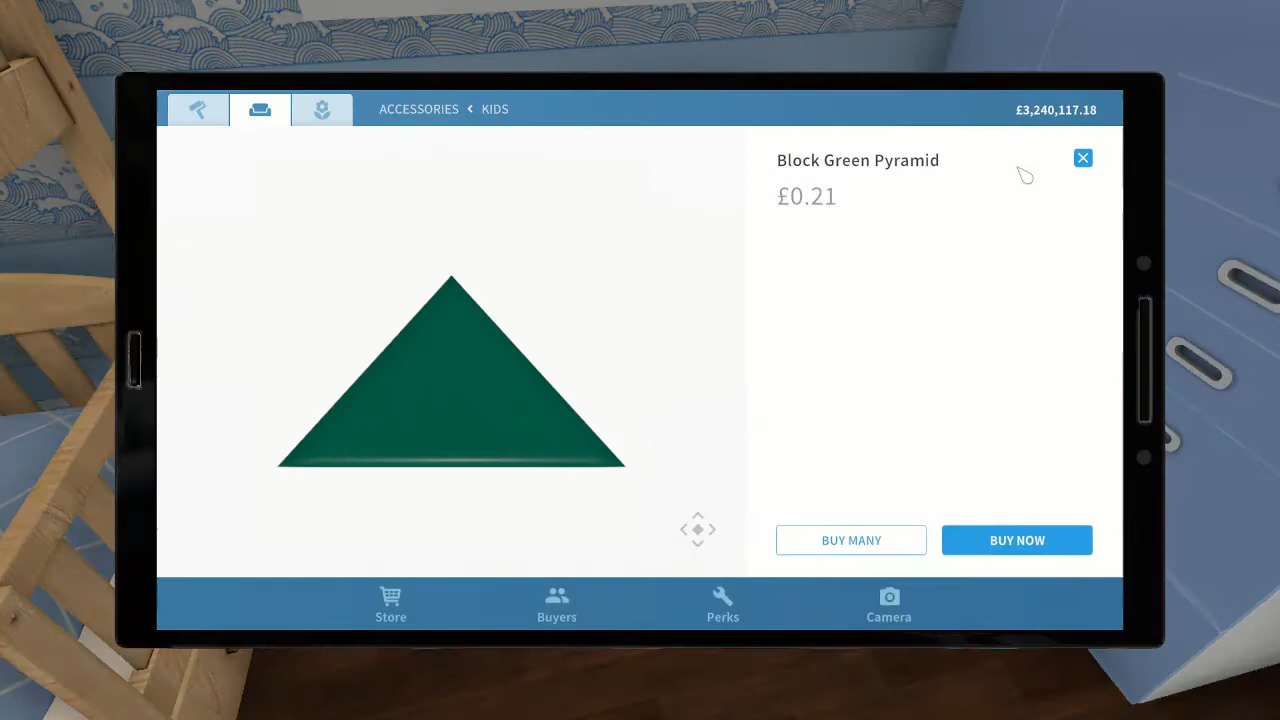 ACCESSORIES < KIDS
£3,240,117.18
Block Green Pyramid
£0.21
BUY MANY
BUY NOW
Store
Buyers
Perks
Camera